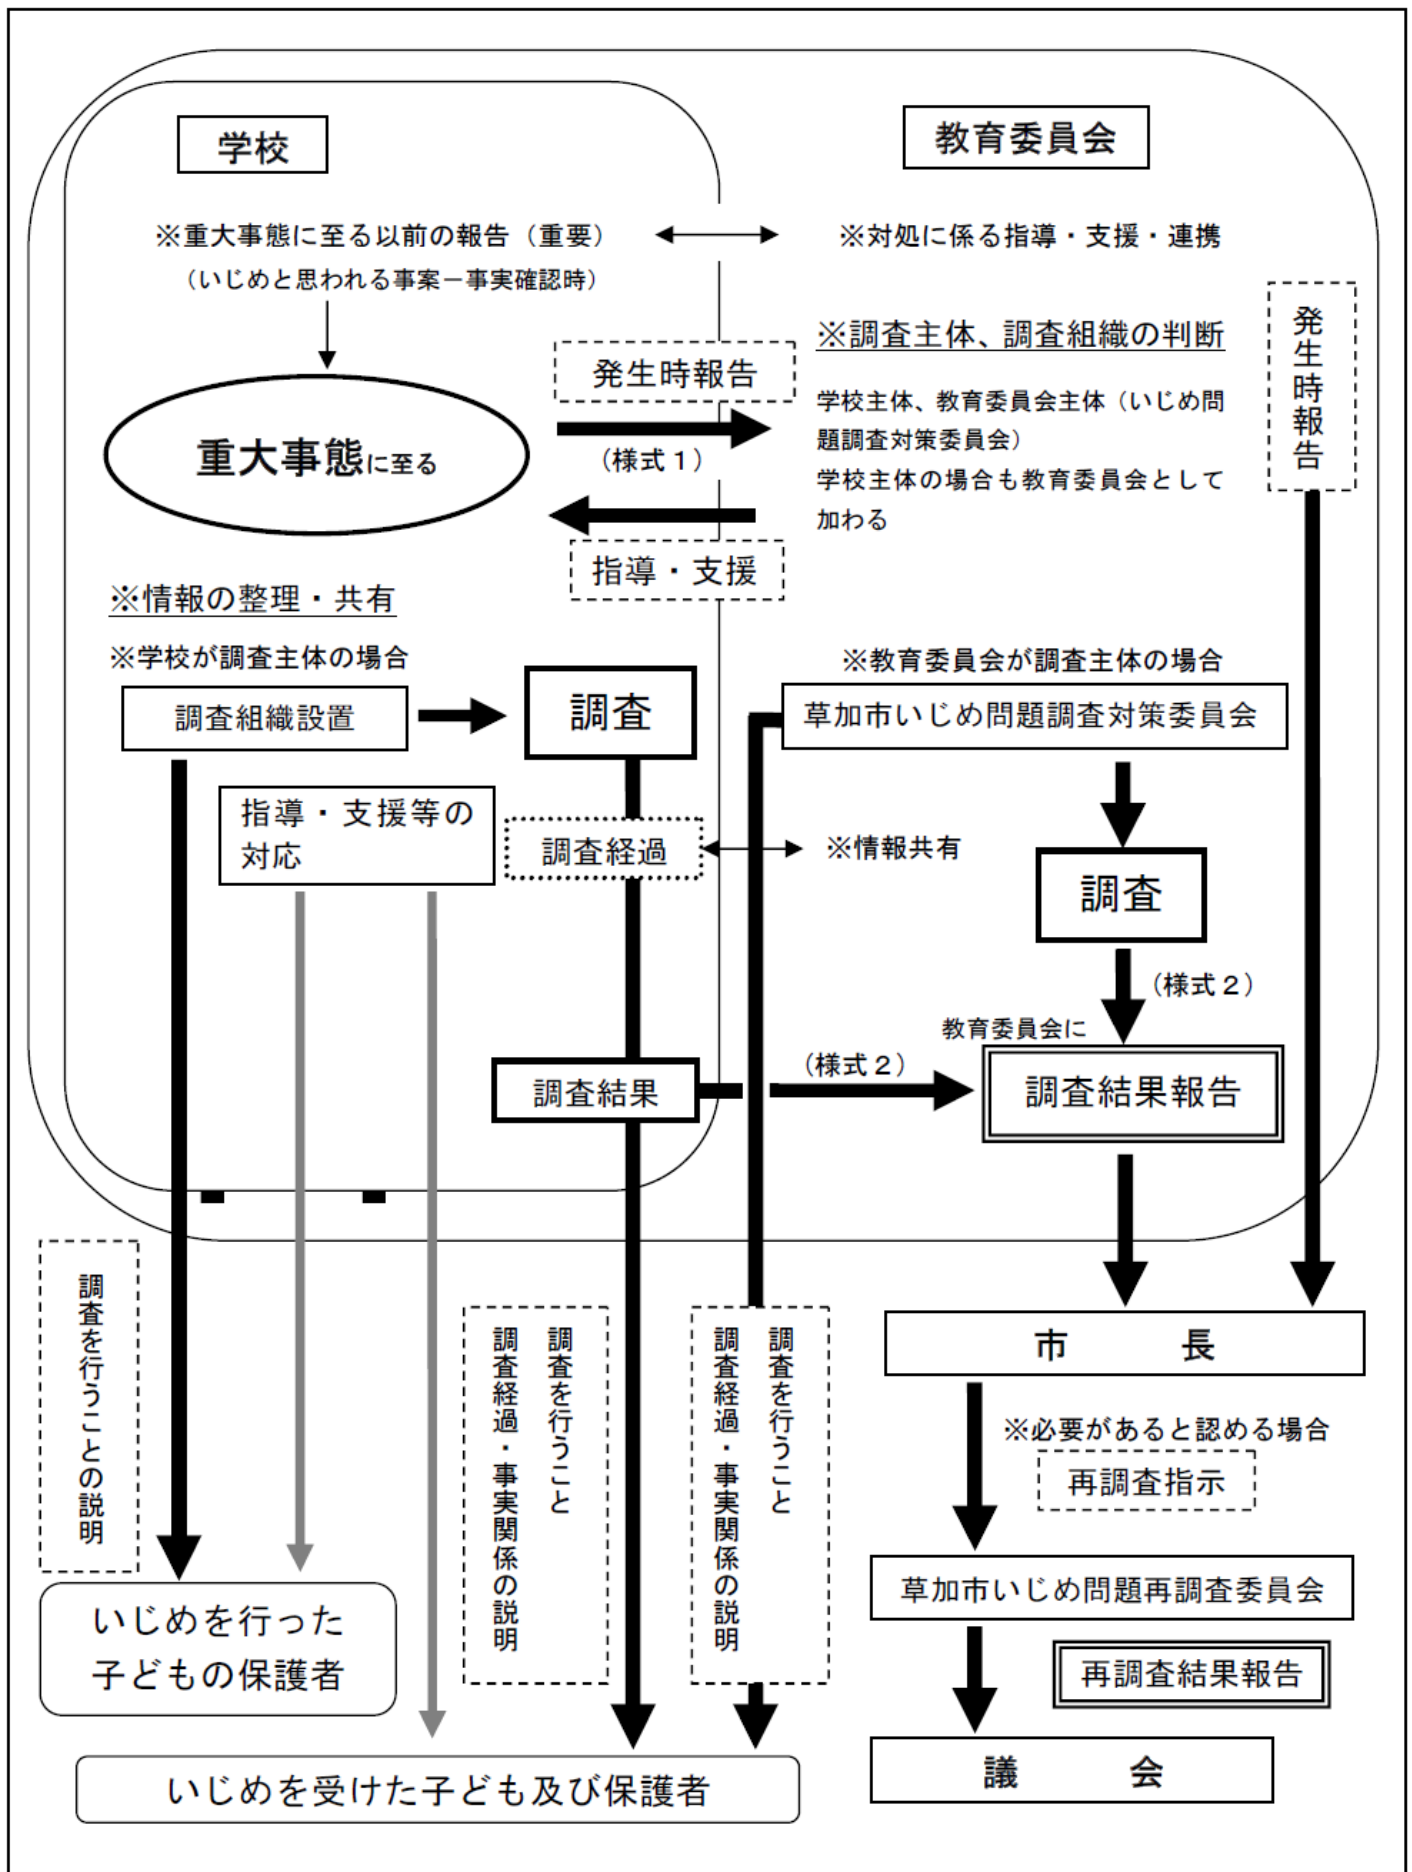 学校
教育委員会
※重大事態に至る以前の報告（重要）
（いじめと思われる事案－事実確認時）
※対処に係る指導・支援・連携
発生時報告
※調査主体、調査組織の判断
学校主体、教育委員会主体（いじめ問
題調査対策委員会）
学校主体の場合も教育委員会として
加わる
発生時報告
（様式１）
重大事態に至る
指導・支援
※情報の整理・共有
※学校が調査主体の場合
調査組織設置
調査
指導・支援等の
対応
調査経過
※情報共有
※教育委員会が調査主体の場合
草加市いじめ問題調査対策委員会
調査
（様式２）
教育委員会に
調査結果
（様式２）
調査結果報告
調査を行うことの説明
調査を行うこと
調査経過・事実関係の説明
調査を行うこと
調査経過・事実関係の説明
市　長
※必要があると認める場合
再調査指示
草加市いじめ問題再調査委員会
再調査結果報告
議　会
いじめを行った
子どもの保護者
いじめを受けた子ども及び保護者